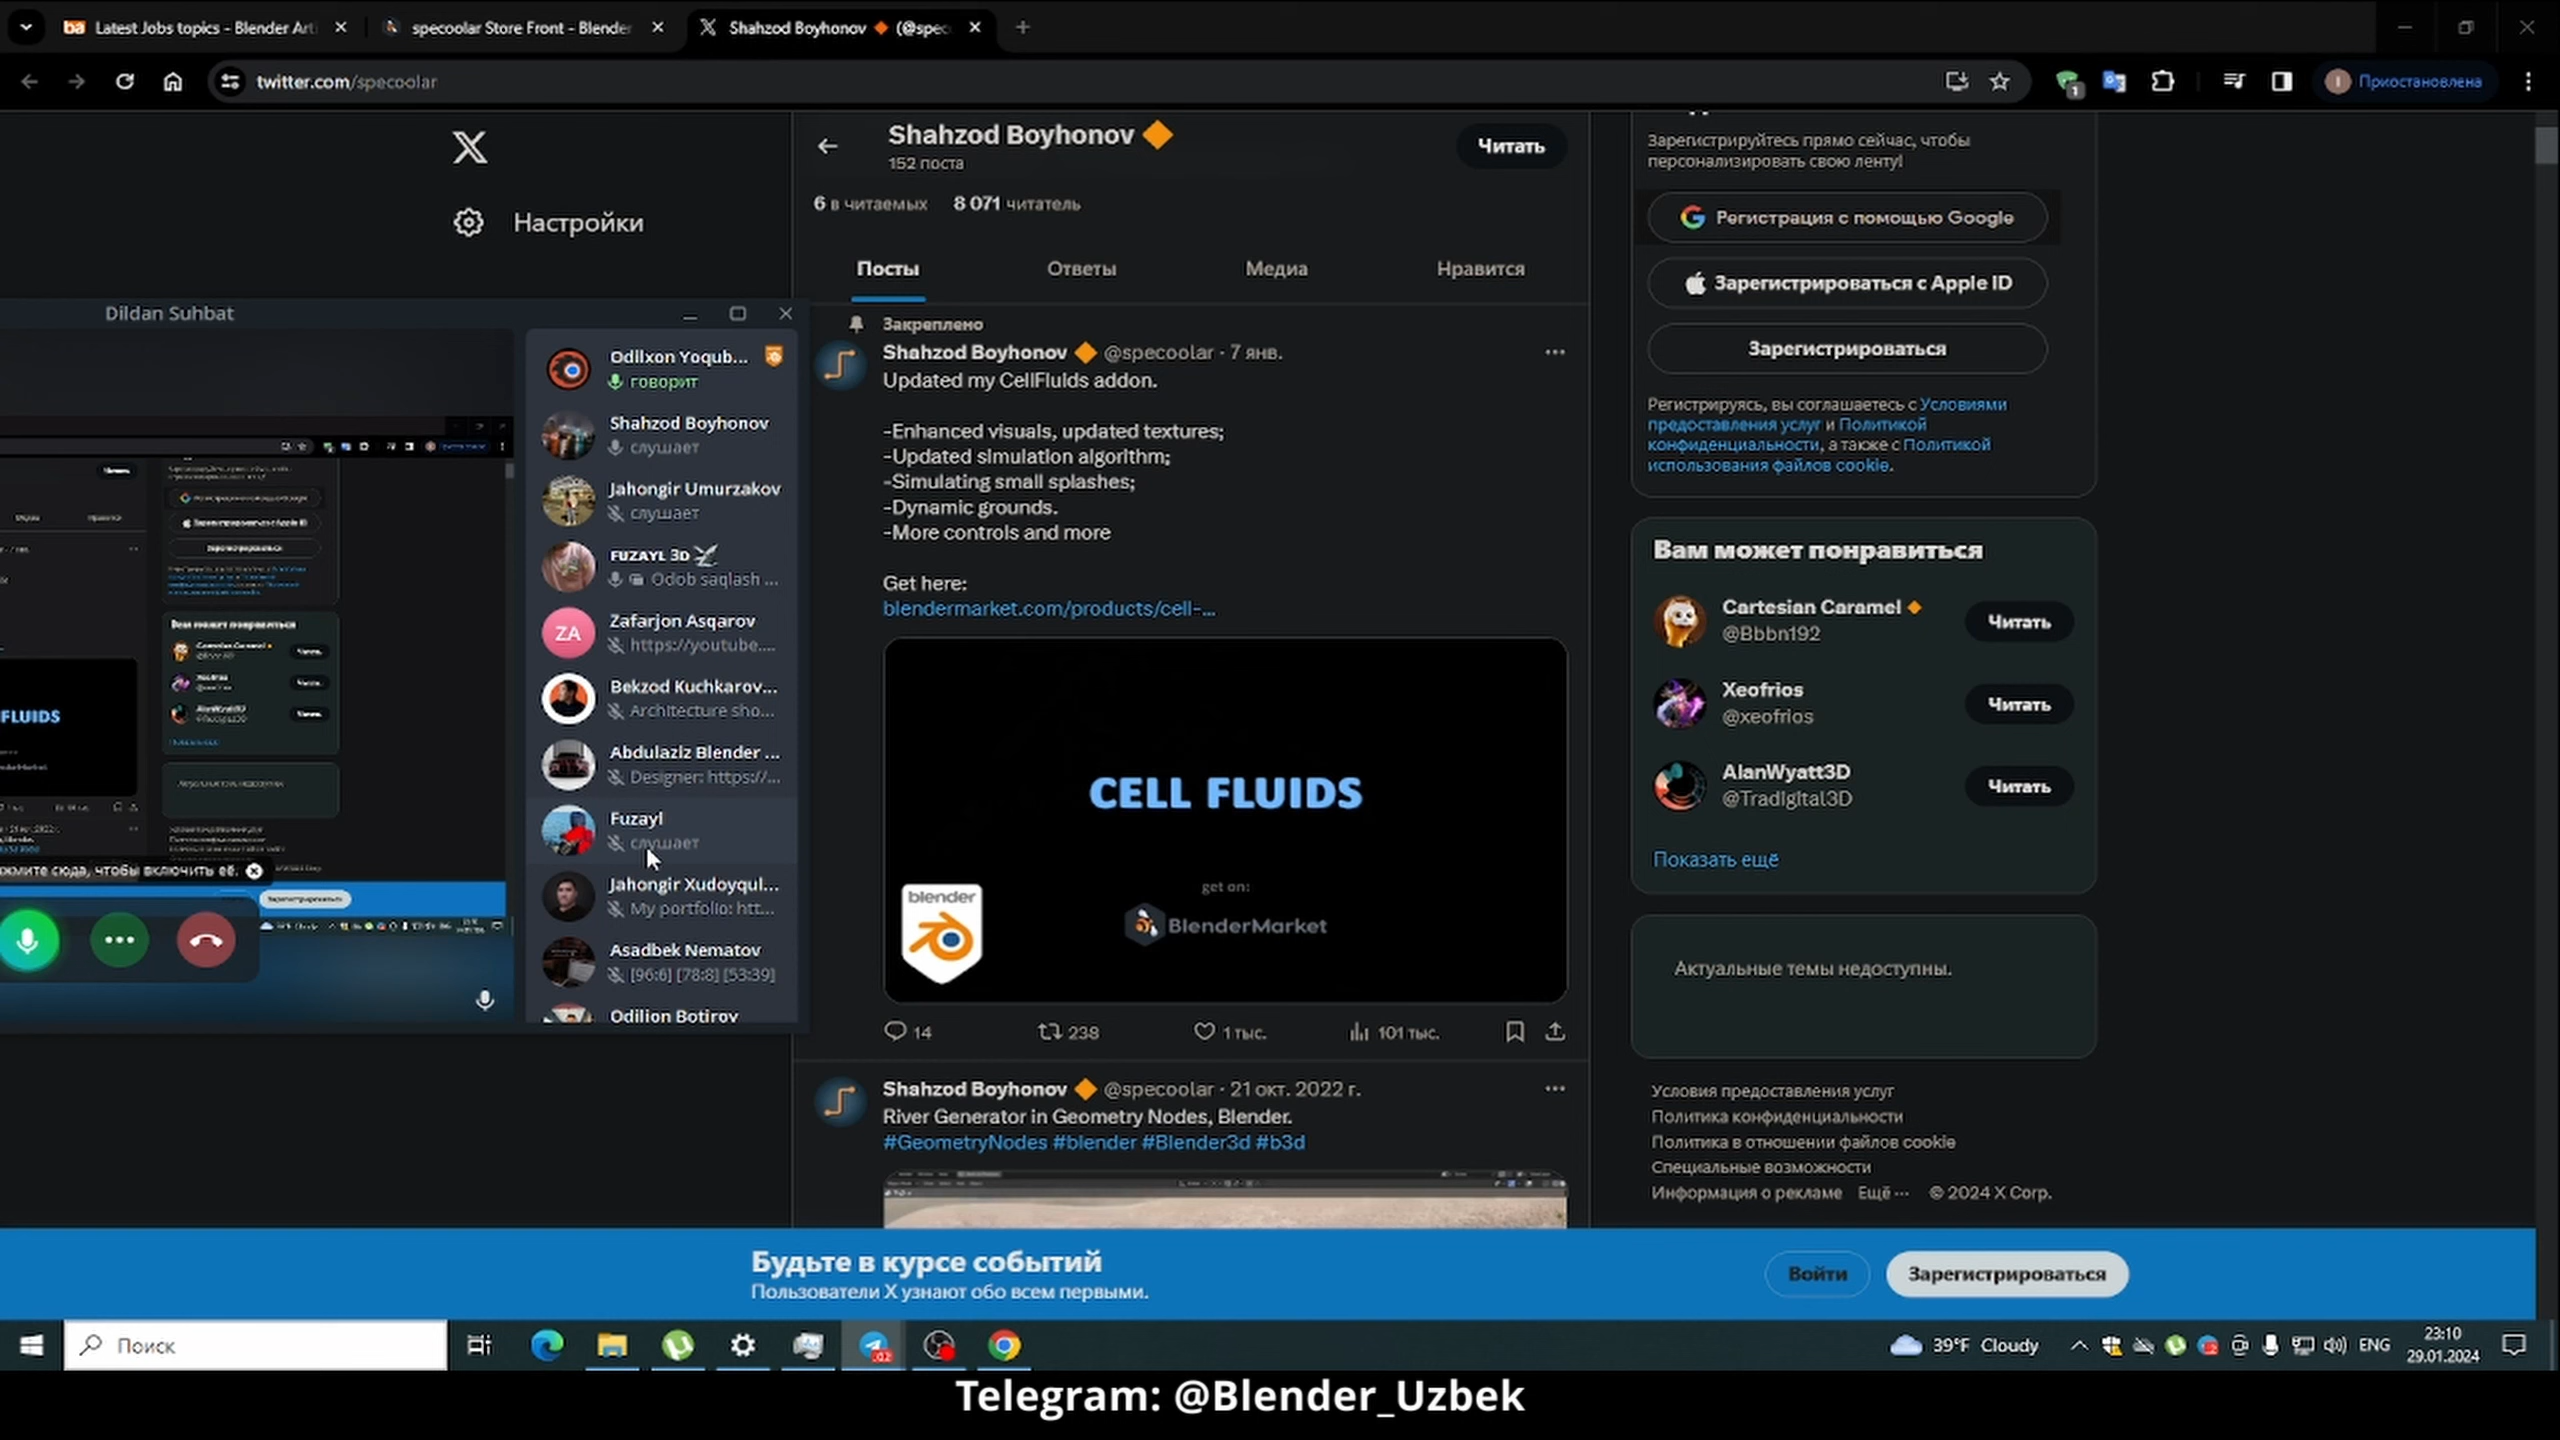 Latest Jobs topics - Blender Art
specoolar Store Front - Blender
Shahzod Boyhonov 🔶 (@spec
twitter.com/specoolar
1
Приостановлена
Shahzod Boyhonov 🔶
152 поста
Читать
6 в читаемых 8 071 читатель
Посты Ответы Медиа Нравится
Настройки
Dildan Suhbat
Odilxon Yoqub...
говорит
Shahzod Boyhonov
слушает
Jahongir Umurzakov
слушает
FUZAYL 3D
Odob saqlash ...
ZA
Zafarjon Asqarov
https://youtube....
Bekzod Kuchkarov...
Architecture sho...
Abdulaziz Blender ...
Designer: https://...
Fuzayl
слушает
Jahongir Xudoyqul...
My portfolio: htt...
Asadbek Nematov
[96:6] [78:8] [53:39]
Odilion Botirov
FLUIDS
жмите сюда, чтобы включить её.
Закреплено
Shahzod Boyhonov 🔶 @specoolar · 7 янв.
Updated my CellFluids addon.
-Enhanced visuals, updated textures;
-Updated simulation algorithm;
-Simulating small splashes;
-Dynamic grounds.
-More controls and more
Get here:
blendermarket.com/products/cell-...
CELL FLUIDS
get on:
BlenderMarket
blender
14 238 1 тыс. 101 тыс.
Shahzod Boyhonov 🔶 @specoolar · 21 окт. 2022 г.
River Generator in Geometry Nodes, Blender.
#GeometryNodes #blender #Blender3d #b3d
Зарегистрируйтесь прямо сейчас, чтобы
персонализировать свою ленту!
Регистрация с помощью Google
Зарегистрироваться с Apple ID
Зарегистрироваться
Регистрируясь, вы соглашаетесь с Условиями
предоставления услуг и Политикой
конфиденциальности, а также с Политикой
использования файлов cookie.
Вам может понравиться
Cartesian Caramel 🔸
@Bbbn192
Читать
Xeofrios
@xeofrios
Читать
AlanWyatt3D
@Tradigital3D
Читать
Показать ещё
Актуальные темы недоступны.
Условия предоставления услуг
Политика конфиденциальности
Политика в отношении файлов cookie
Специальные возможности
Информация о рекламе Ещё ··· © 2024 X Corp.
Будьте в курсе событий
Пользователи X узнают обо всем первыми.
Войти
Зарегистрироваться
Поиск
39°F Cloudy
ENG
23:10
29.01.2024
Telegram: @Blender_Uzbek